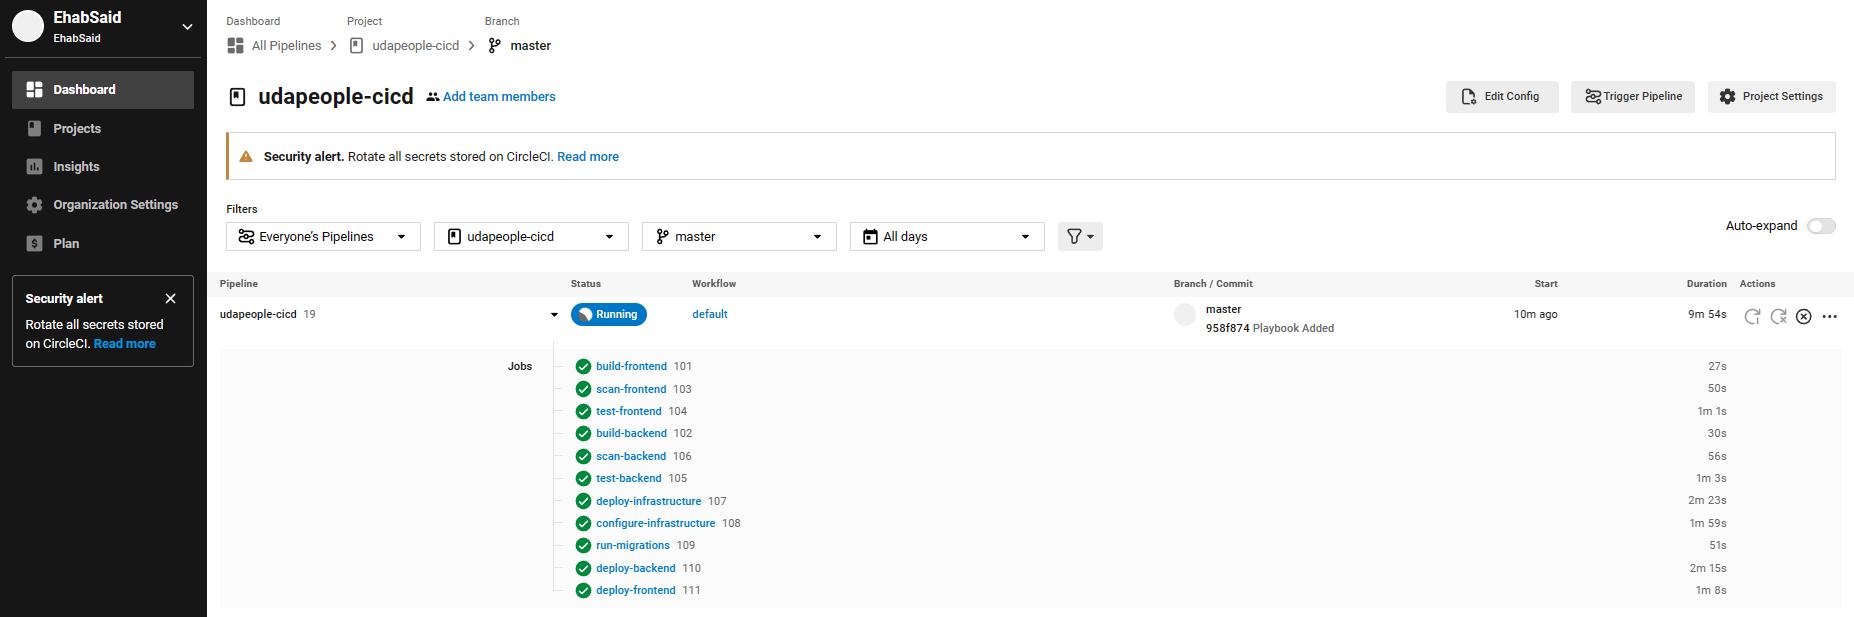 EhabSaid
EhabSaid
Dashboard
Projects
Insights
Organization Settings
Plan
Security alert
Rotate all secrets stored
on CircleCI. Read more
Dashboard Project Branch
All Pipelines udapeople-cicd master
udapeople-cicd Add team members
Edit Config Trigger Pipeline Project Settings
Security alert. Rotate all secrets stored on CircleCI. Read more
Filters
Everyone's Pipelines udapeople-cicd master All days
Auto-expand
Pipeline Status Workflow Branch / Commit Start Duration Actions
udapeople-cicd 19 Running default master 10m ago 9m 54s
958f874 Playbook Added
Jobs build-frontend 101 27s
scan-frontend 103 50s
test-frontend 104 1m 1s
build-backend 102 30s
scan-backend 106 56s
test-backend 105 1m 3s
deploy-infrastructure 107 2m 23s
configure-infrastructure 108 1m 59s
run-migrations 109 51s
deploy-backend 110 2m 15s
deploy-frontend 111 1m 8s